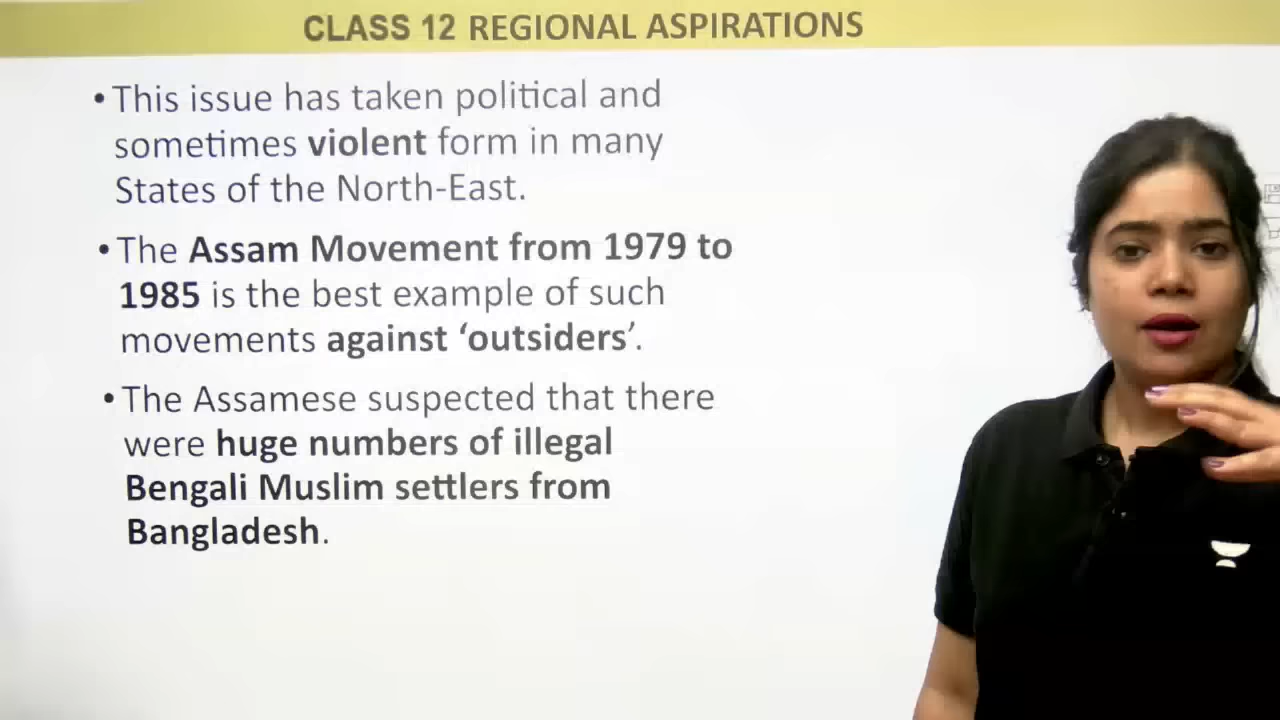 CLASS 12 REGIONAL ASPIRATIONS
• This issue has taken political and
sometimes violent form in many
States of the North-East.
• The Assam Movement from 1979 to
1985 is the best example of such
movements against ‘outsiders’.
• The Assamese suspected that there
were huge numbers of illegal
Bengali Muslim settlers from
Bangladesh.